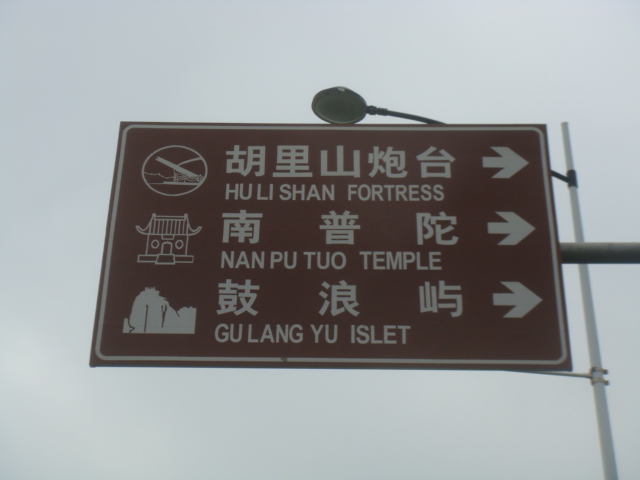 胡里山炮台
HU LI SHAN FORTRESS
南普陀
NAN PU TUO TEMPLE
鼓浪屿
GU LANG YU ISLET